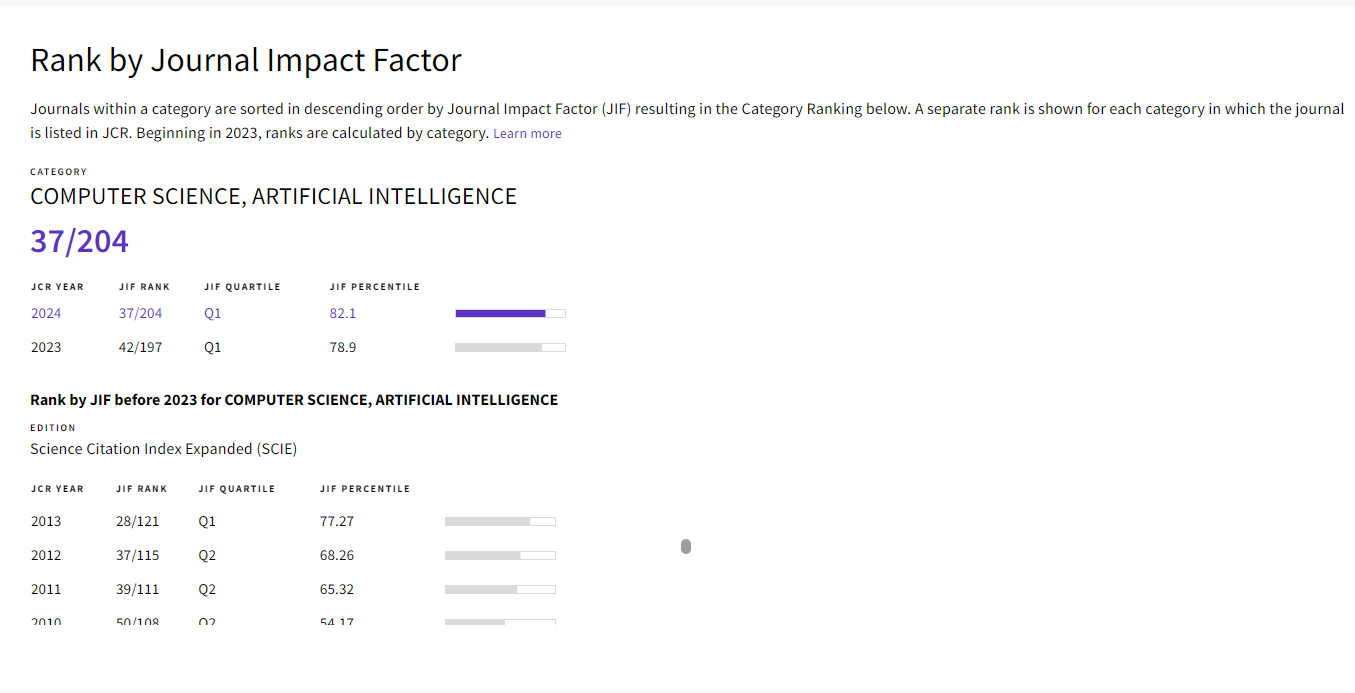 Rank by Journal Impact Factor
Journals within a category are sorted in descending order by Journal Impact Factor (JIF) resulting in the Category Ranking below. A separate rank is shown for each category in which the journal
is listed in JCR. Beginning in 2023, ranks are calculated by category. Learn more
CATEGORY
COMPUTER SCIENCE, ARTIFICIAL INTELLIGENCE
37/204
JCR YEAR JIF RANK JIF QUARTILE JIF PERCENTILE
2024 37/204 Q1 82.1
2023 42/197 Q1 78.9
Rank by JIF before 2023 for COMPUTER SCIENCE, ARTIFICIAL INTELLIGENCE
EDITION
Science Citation Index Expanded (SCIE)
JCR YEAR JIF RANK JIF QUARTILE JIF PERCENTILE
2013 28/121 Q1 77.27
2012 37/115 Q2 68.26
2011 39/111 Q2 65.32
2010 50/108 Q2 54.17